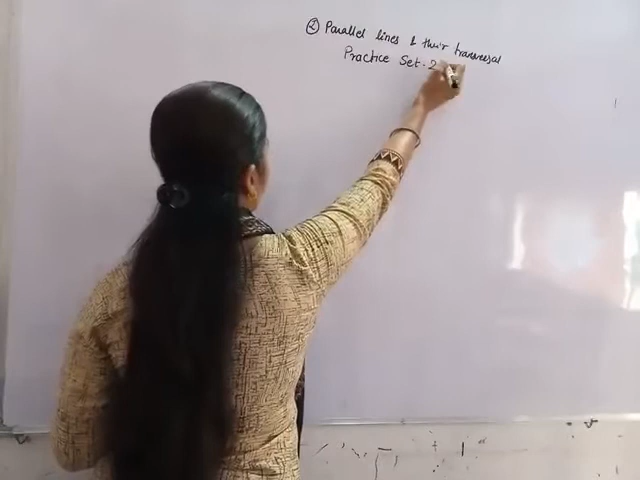 ② Parallel lines & their transversal
Practice Set - 2